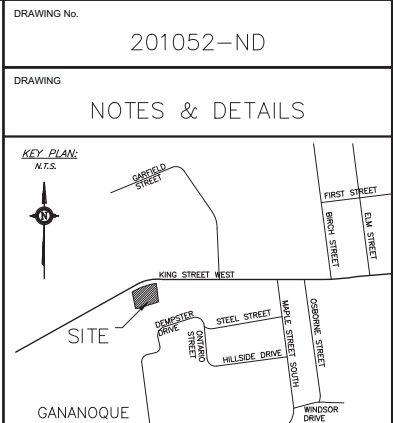 DRAWING No.
201052-ND
DRAWING
NOTES & DETAILS
KEY PLAN:
N.T.S.
N
GARFIELD
STREET
FIRST STREET
BIRCH STREET
ELM STREET
KING STREET WEST
SITE
DEMPSTER
DRIVE
STEEL STREET
ONTARIO
STREET
HILLSIDE DRIVE
MAPLE STREET SOUTH
OSBORNE STREET
GANANOQUE
WINDSOR
DRIVE